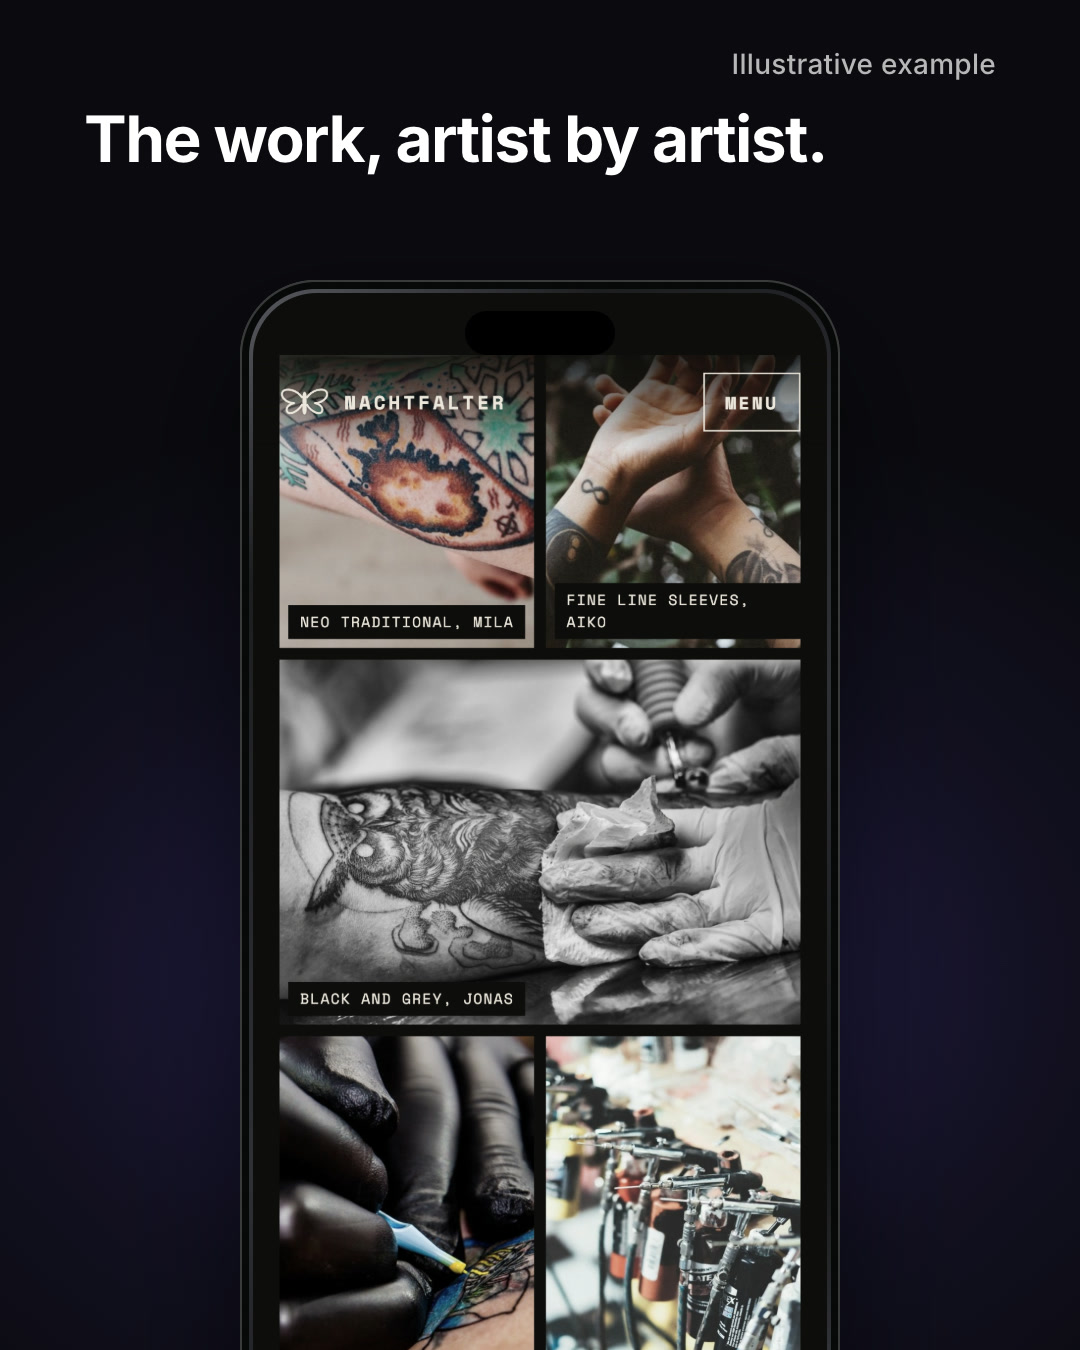 Illustrative example
The work, artist by artist.
NACHTFALTER
MENU
NEO TRADITIONAL, MILA
FINE LINE SLEEVES,
AIKO
BLACK AND GREY, JONAS